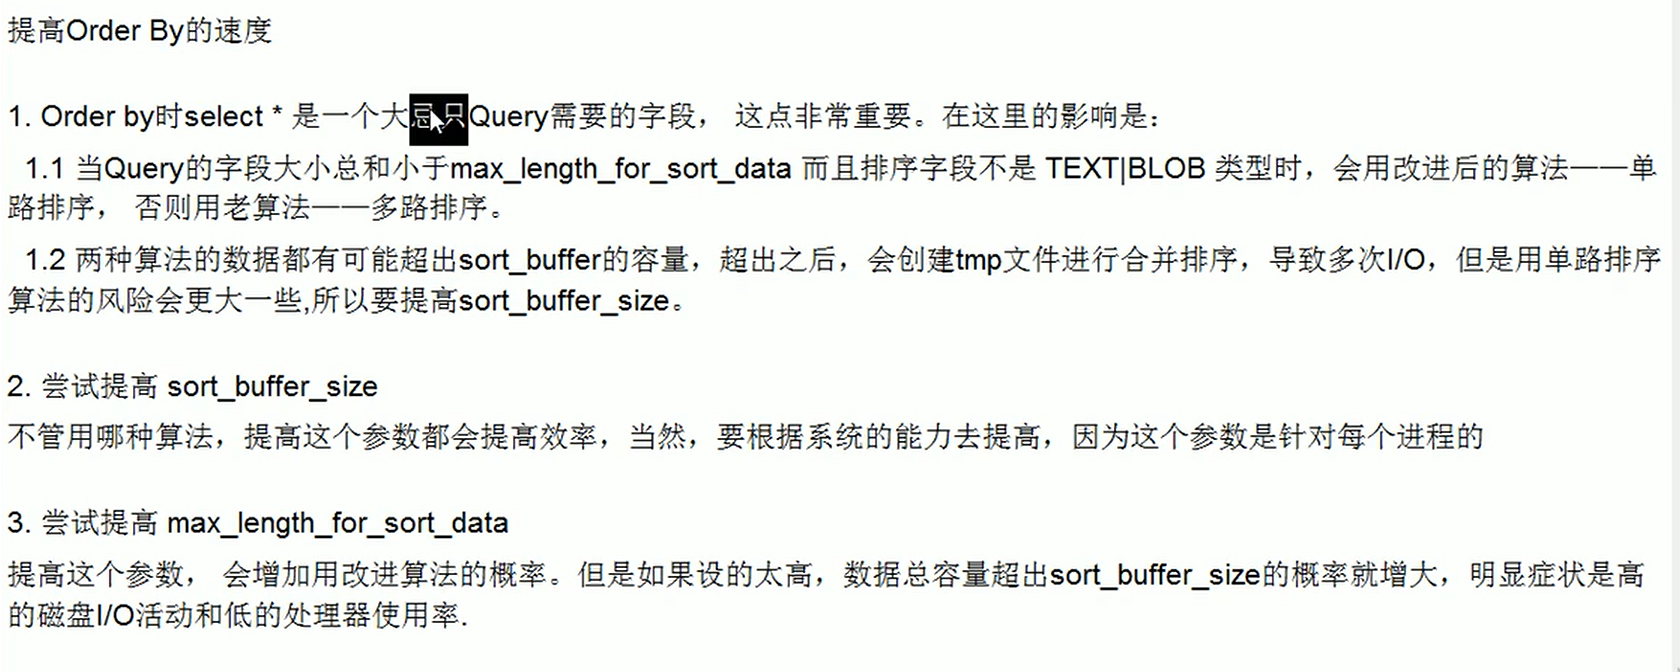 提高Order By的速度
1. Order by时select * 是一个大忌只Query需要的字段， 这点非常重要。在这里的影响是：
1.1 当Query的字段大小总和小于max_length_for_sort_data 而且排序字段不是 TEXT|BLOB 类型时，会用改进后的算法——单
路排序， 否则用老算法——多路排序。
1.2 两种算法的数据都有可能超出sort_buffer的容量，超出之后，会创建tmp文件进行合并排序，导致多次I/O，但是用单路排序
算法的风险会更大一些,所以要提高sort_buffer_size。
2. 尝试提高 sort_buffer_size
不管用哪种算法，提高这个参数都会提高效率，当然，要根据系统的能力去提高，因为这个参数是针对每个进程的
3. 尝试提高 max_length_for_sort_data
提高这个参数， 会增加用改进算法的概率。但是如果设的太高，数据总容量超出sort_buffer_size的概率就增大，明显症状是高
的磁盘I/O活动和低的处理器使用率.